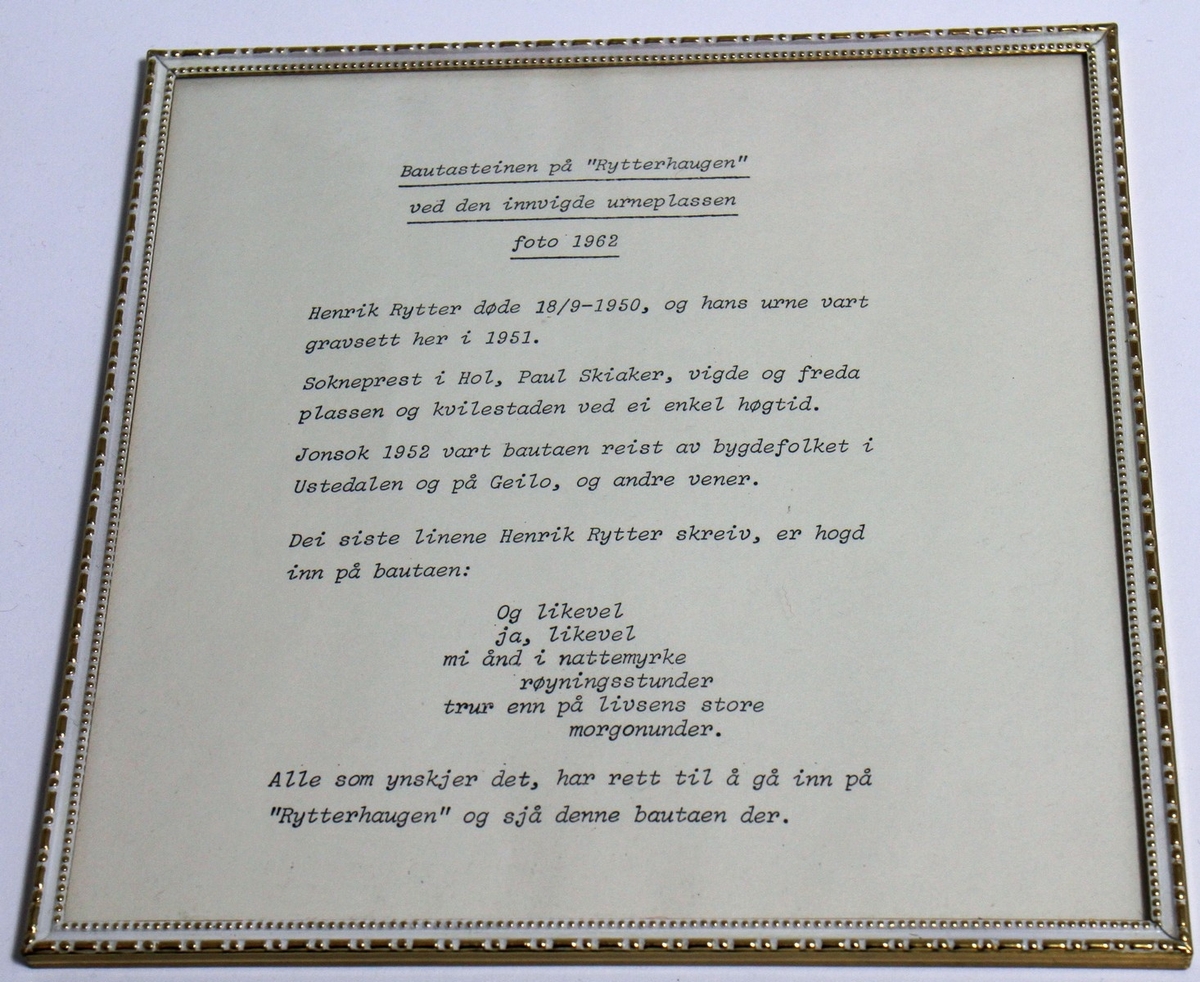 Bautasteinen på "Rytterhaugen"
ved den innvigde urneplassen
foto 1962
Henrik Rytter døde 18/9-1950, og hans urne vart
gravsett her i 1951.
Sokneprest i Hol, Paul Skiaker, vigde og freda
plassen og kvilestaden ved ei enkel høgtid.
Jonsok 1952 vart bautaen reist av bygdefolket i
Ustedalen og på Geilo, og andre vener.
Dei siste linene Henrik Rytter skreiv, er hogd
inn på bautaen:
Og likevel
ja, likevel
mi ånd i nattemyrke
røyningsstunder
trur enn på livsens store
morgonunder.
Alle som ynskjer det, har rett til å gå inn på
"Rytterhaugen" og sjå denne bautaen der.